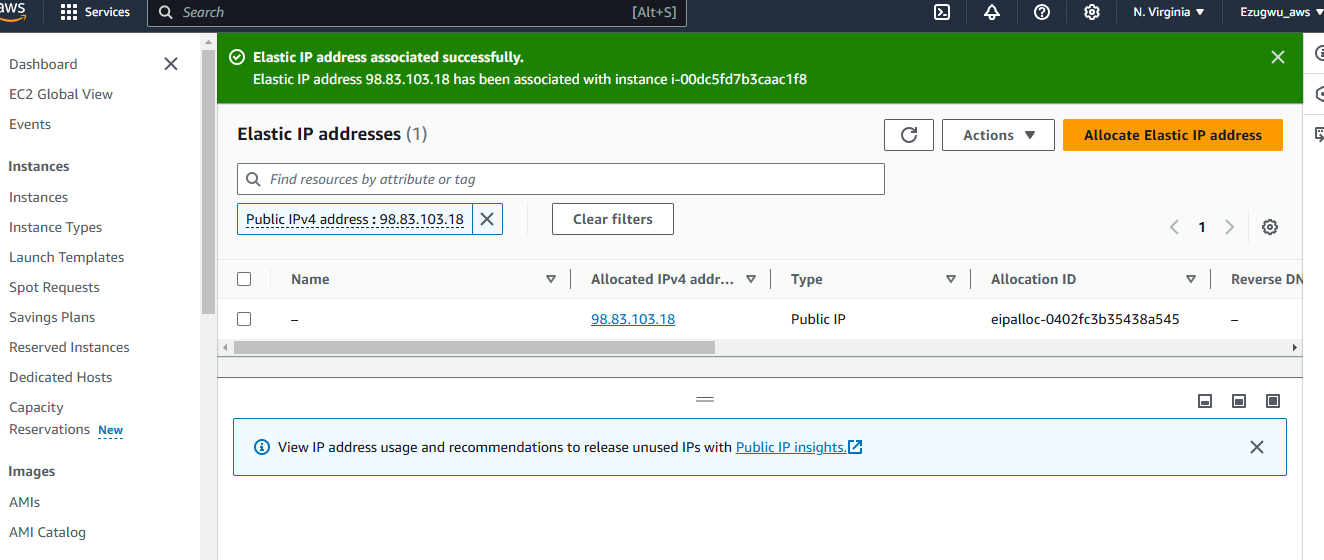 aws
Services
Search
[Alt+S]
N. Virginia
Ezugwu_aws
Dashboard
EC2 Global View
Events
Instances
Instances
Instance Types
Launch Templates
Spot Requests
Savings Plans
Reserved Instances
Dedicated Hosts
Capacity
Reservations New
Images
AMIs
AMI Catalog
Elastic IP address associated successfully.
Elastic IP address 98.83.103.18 has been associated with instance i-00dc5fd7b3caac1f8
Elastic IP addresses (1)
Actions
Allocate Elastic IP address
Find resources by attribute or tag
Public IPv4 address : 98.83.103.18
Clear filters
1
Name
Allocated IPv4 addr...
Type
Allocation ID
Reverse DN
–
98.83.103.18
Public IP
eipalloc-0402fc3b35438a545
–
View IP address usage and recommendations to release unused IPs with Public IP insights.